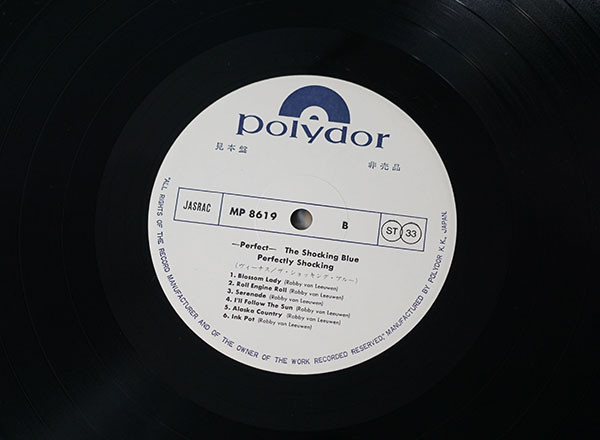 polydor
見本盤 非売品
JASRAC MP 8619 B ST 33
—Perfect— The Shocking Blue
Perfectly Shocking
(ヴィーナス/ザ・ショッキング・ブルー)
1. Blossom Lady (Robby van Leeuwen)
2. Roll Engine Roll (Robby van Leeuwen)
3. Serenade (Robby van Leeuwen)
4. I'll Follow The Sun (Robby van Leeuwen)
5. Alaska Country (Robby van Leeuwen)
6. Ink Pot (Robby van Leeuwen)
"ALL RIGHTS OF THE RECORD MANUFACTURER AND OF THE OWNER OF THE WORK RECORDED RESERVED." MANUFACTURED BY POLYDOR K.K., JAPAN.